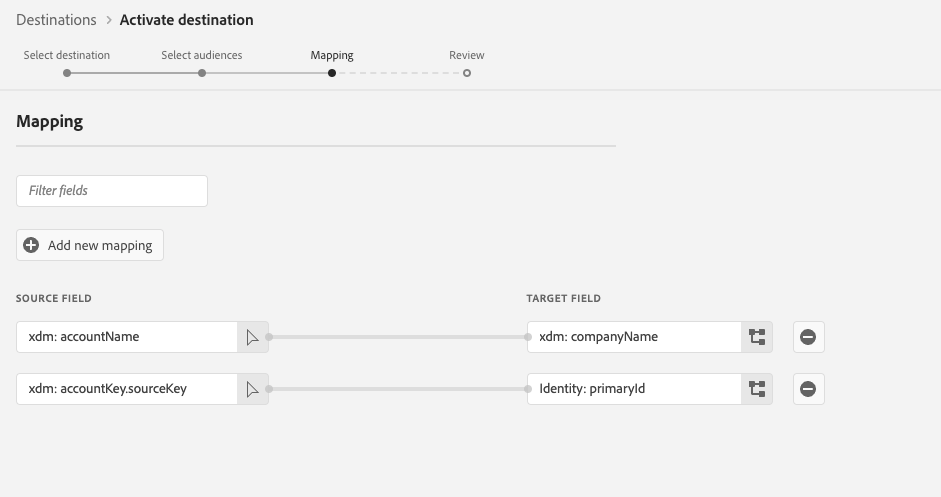 Destinations > Activate destination
Select destination Select audiences Mapping Review
Mapping
Filter fields
Add new mapping
SOURCE FIELD TARGET FIELD
xdm: accountName xdm: companyName
xdm: accountKey.sourceKey Identity: primaryId